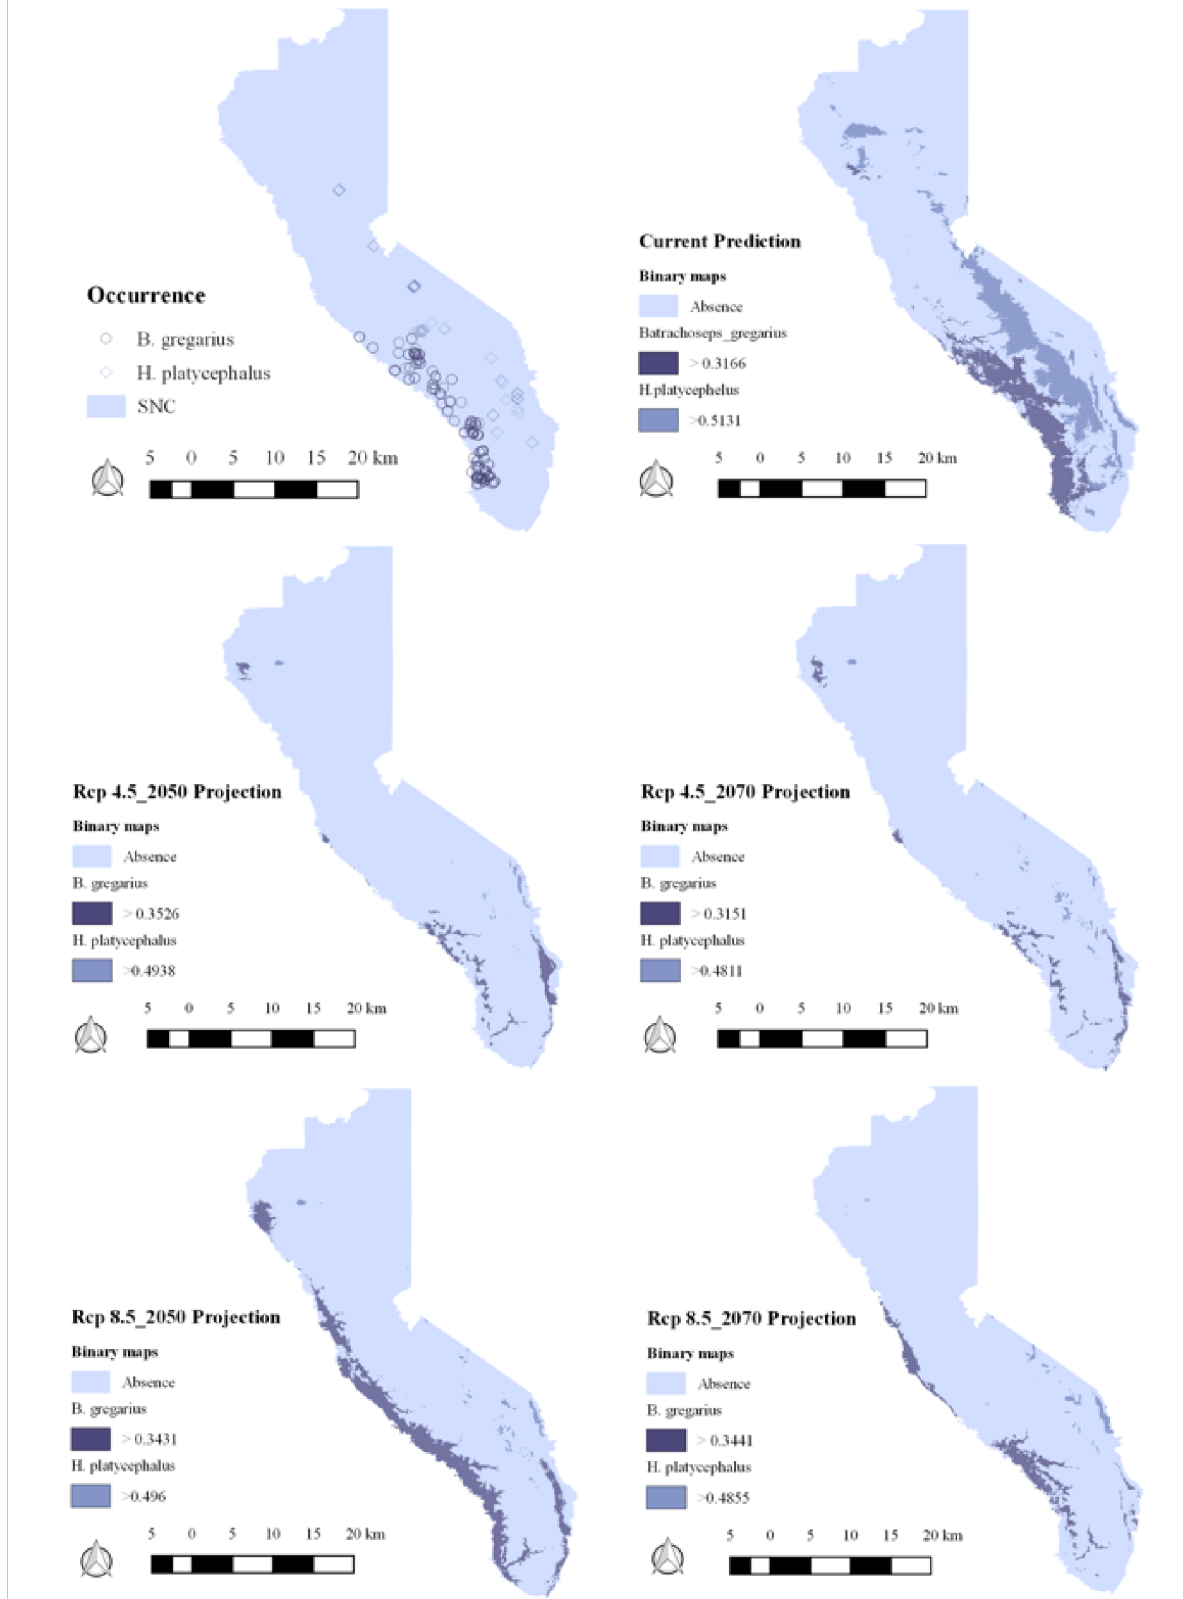 Occurrence
B. gregarius
H. platycephalus
SNC
5 0 5 10 15 20 km
Current Prediction
Binary maps
Absence
Batrachoseps_gregarius
> 0.3166
H.platycephelus
>0.5131
5 0 5 10 15 20 km
Rcp 4.5_2050 Projection
Binary maps
Absence
B. gregarius
> 0.3526
H. platycephalus
>0.4938
5 0 5 10 15 20 km
Rcp 4.5_2070 Projection
Binary maps
Absence
B. gregarius
> 0.3151
H. platycephalus
>0.4811
5 0 5 10 15 20 km
Rcp 8.5_2050 Projection
Binary maps
Absence
B. gregarius
> 0.3431
H. platycephalus
>0.496
5 0 5 10 15 20 km
Rcp 8.5_2070 Projection
Binary maps
Absence
B. gregarius
> 0.3441
H. platycephalus
>0.4855
5 0 5 10 15 20 km